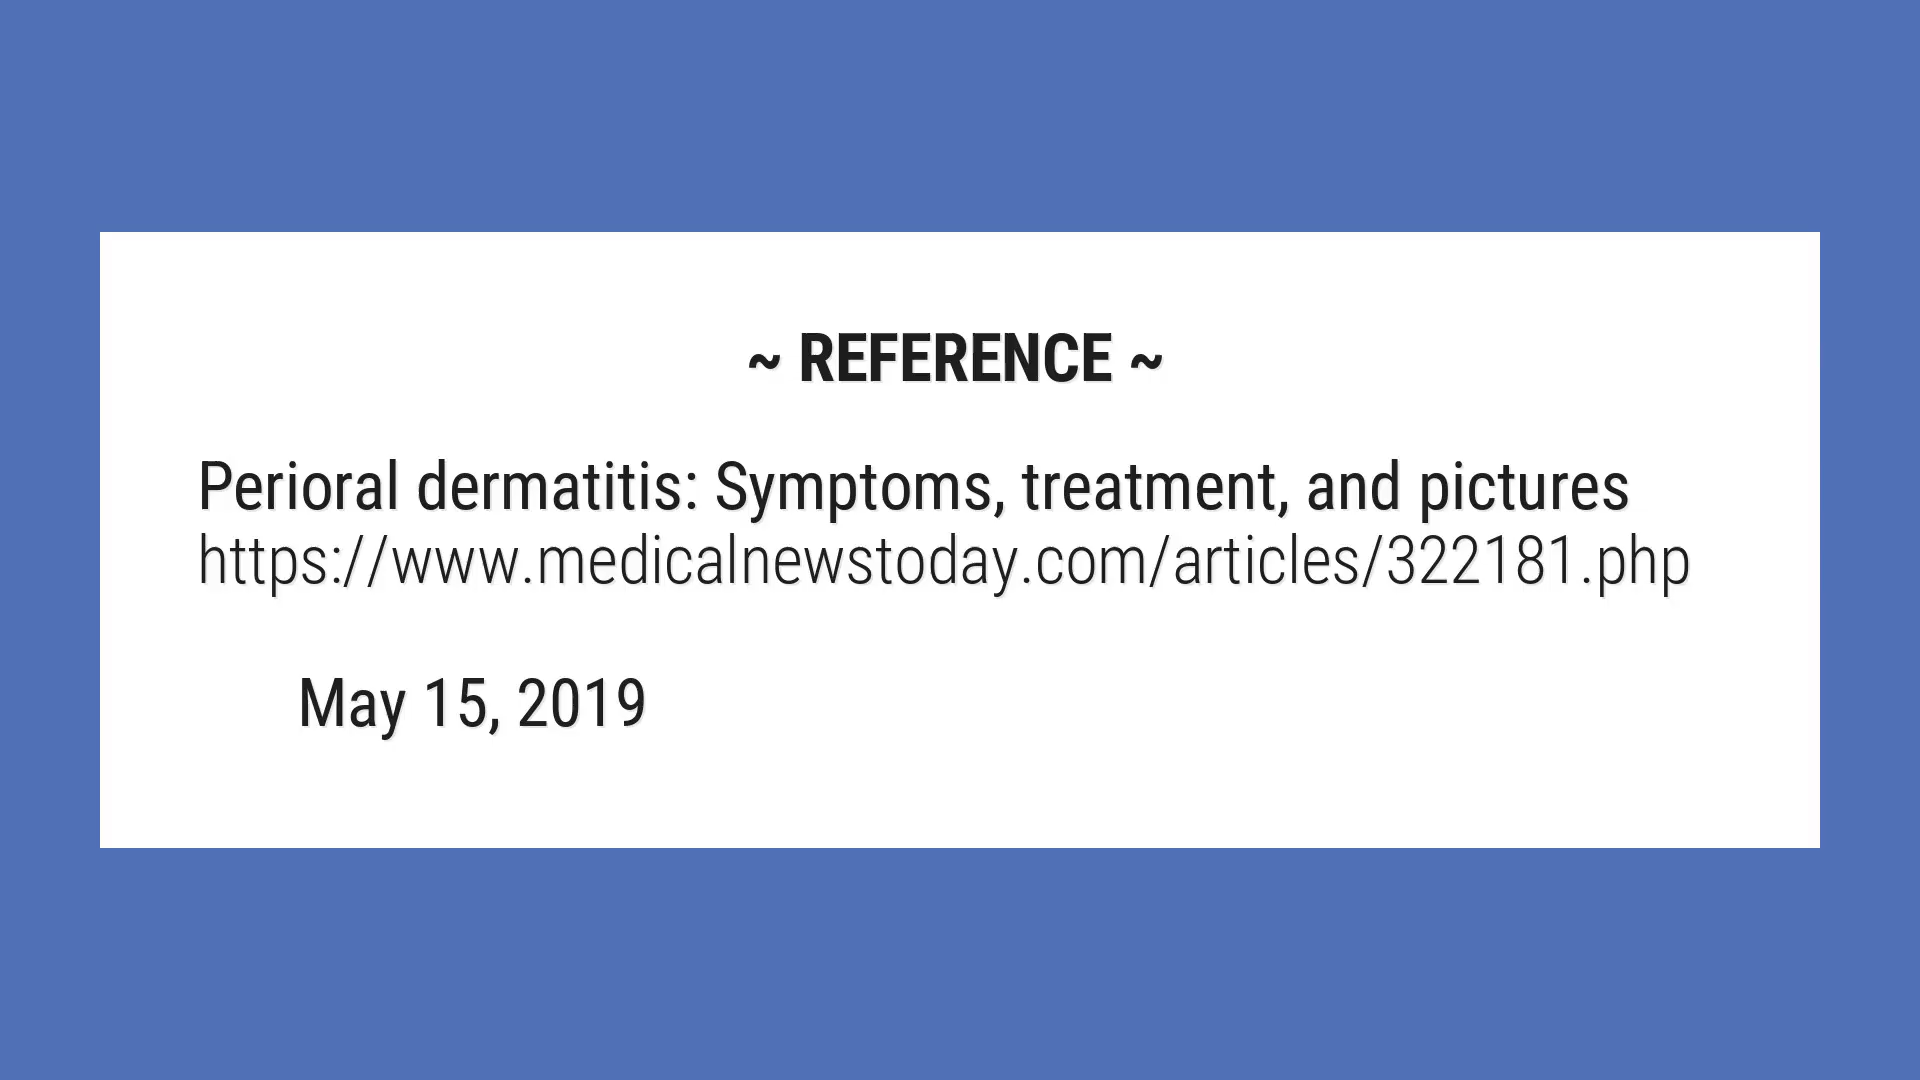 ~ REFERENCE ~
Perioral dermatitis: Symptoms, treatment, and pictures
https://www.medicalnewstoday.com/articles/322181.php
May 15, 2019